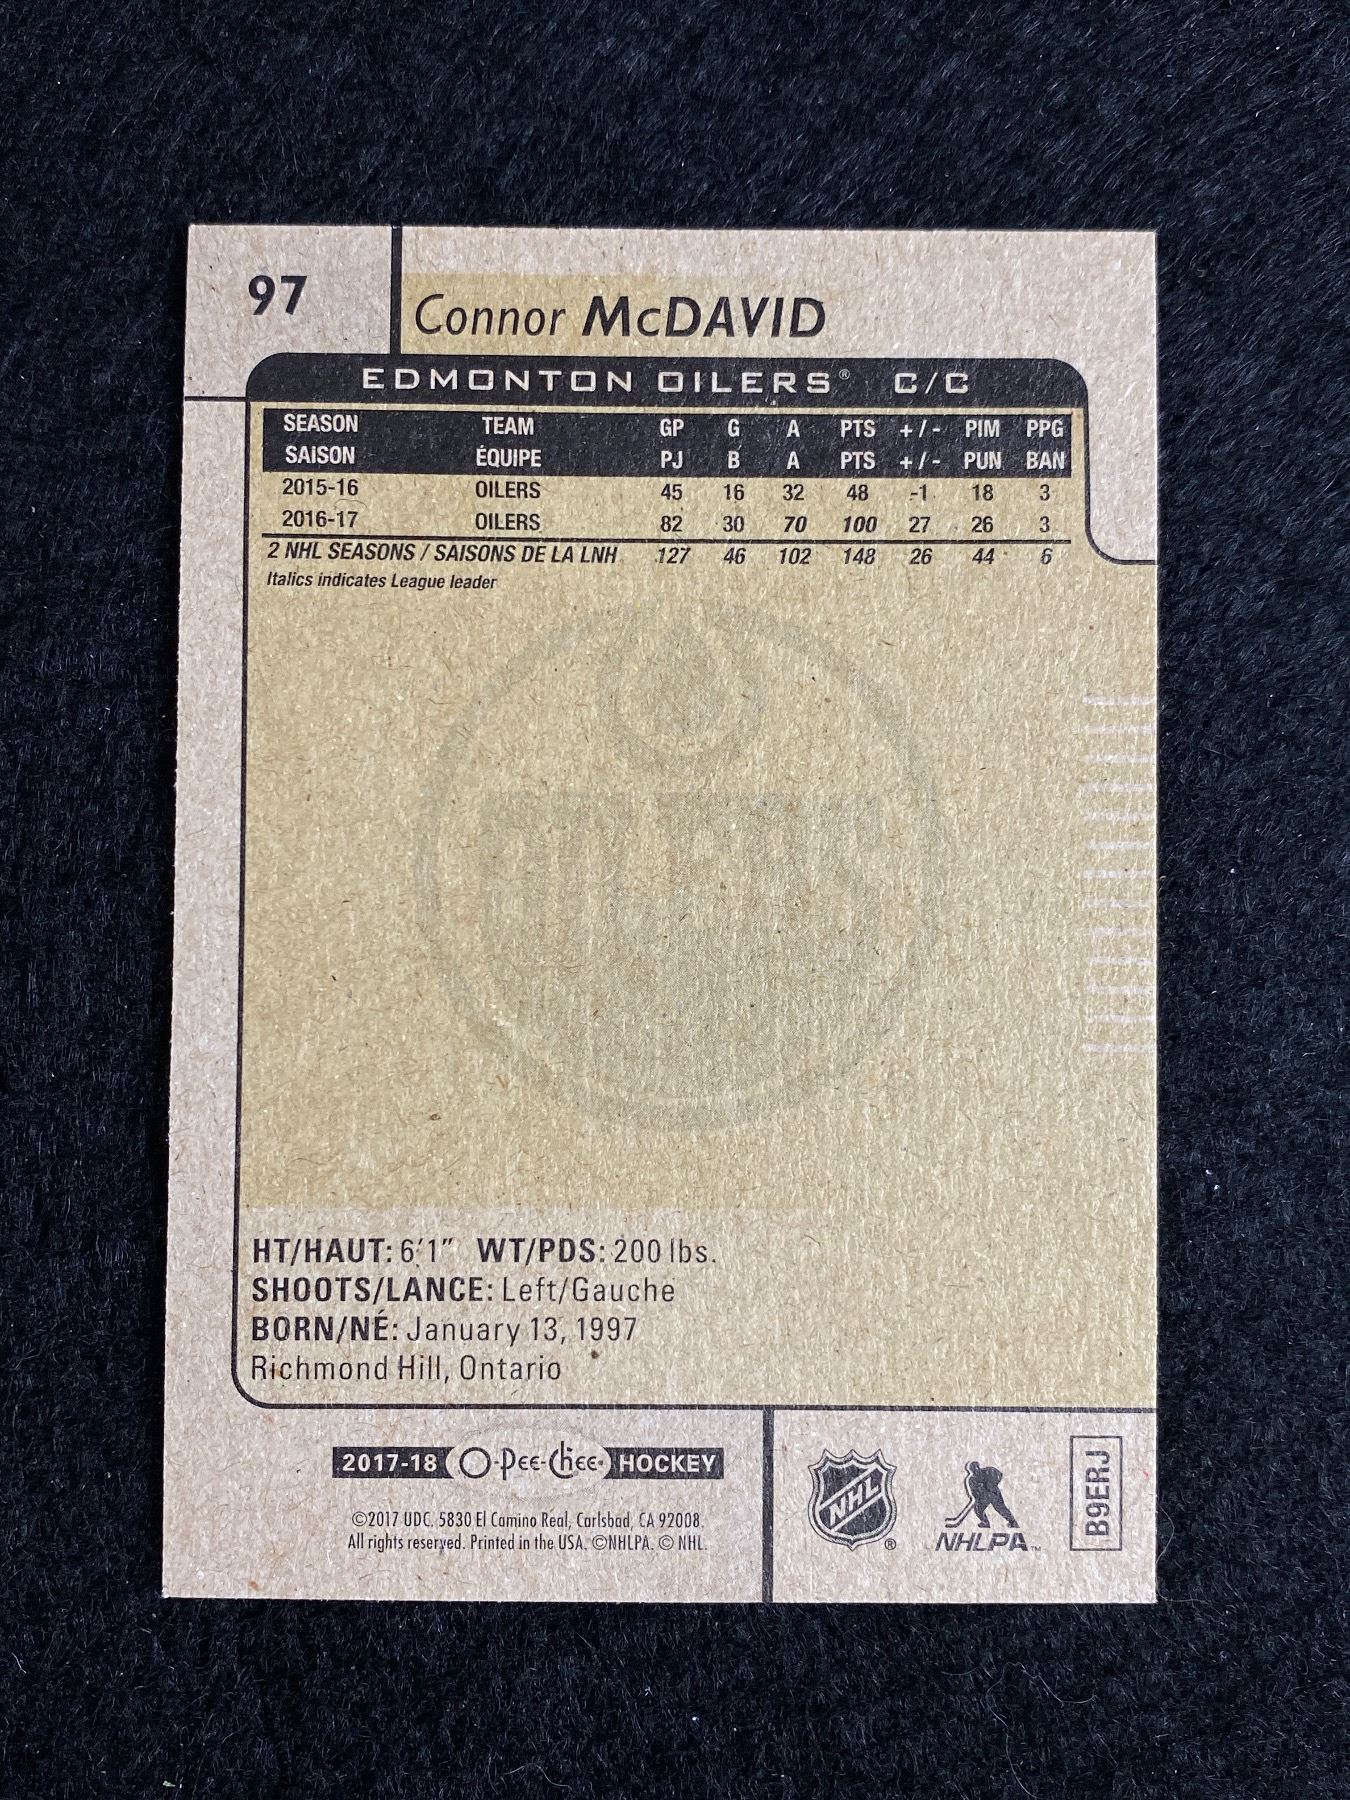 97
Connor McDAVID
EDMONTON OILERS® C/C
SEASON TEAM GP G A PTS +/- PIM PPG
SAISON ÉQUIPE PJ B A PTS +/- PUN BAN
2015-16 OILERS 45 16 32 48 -1 18 3
2016-17 OILERS 82 30 70 100 27 26 3
2 NHL SEASONS / SAISONS DE LA LNH 127 46 102 148 26 44 6
Italics indicates League leader
OILERS
HT/HAUT: 6'1" WT/PDS: 200 lbs.
SHOOTS/LANCE: Left/Gauche
BORN/NÉ: January 13, 1997
Richmond Hill, Ontario
2017-18 O-Pee-Chee HOCKEY
©2017 UDC. 5830 El Camino Real, Carlsbad, CA 92008.
All rights reserved. Printed in the USA. ©NHLPA. © NHL.
NHL®
NHLPA™
B9ERJ